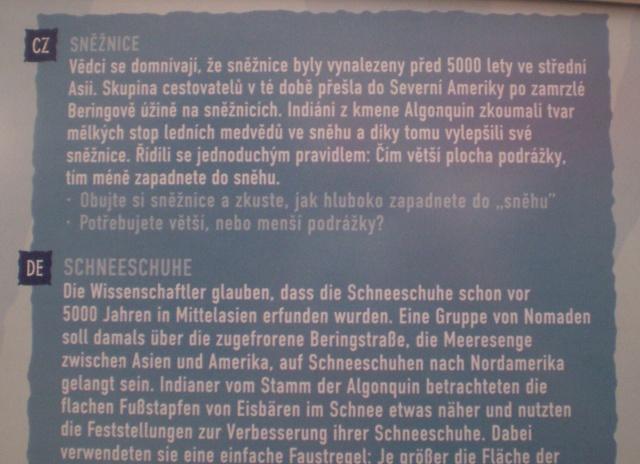 CZ SNĚŽNICE
Vědci se domnívají, že sněžnice byly vynalezeny před 5000 lety ve střední
Asii. Skupina cestovatelů v té době přešla do Severní Ameriky po zamrzlé
Beringově úžině na sněžnicích. Indiáni z kmene Algonquin zkoumali tvar
mělkých stop ledních medvědů ve sněhu a díky tomu vylepšili své
sněžnice. Řídili se jednoduchým pravidlem: Čím větší plocha podrážky,
tím méně zapadnete do sněhu.
· Obujte si sněžnice a zkuste, jak hluboko zapadnete do „sněhu"
· Potřebujete větší, nebo menší podrážky?
DE SCHNEESCHUHE
Die Wissenschaftler glauben, dass die Schneeschuhe schon vor
5000 Jahren in Mittelasien erfunden wurden. Eine Gruppe von Nomaden
soll damals über die zugefrorene Beringstraße, die Meeresenge
zwischen Asien und Amerika, auf Schneeschuhen nach Nordamerika
gelangt sein. Indianer vom Stamm der Algonquin betrachteten die
flachen Fußstapfen von Eisbären im Schnee etwas näher und nutzten
die Feststellungen zur Verbesserung ihrer Schneeschuhe. Dabei
verwendeten sie eine einfache Faustregel: Je größer die Fläche der